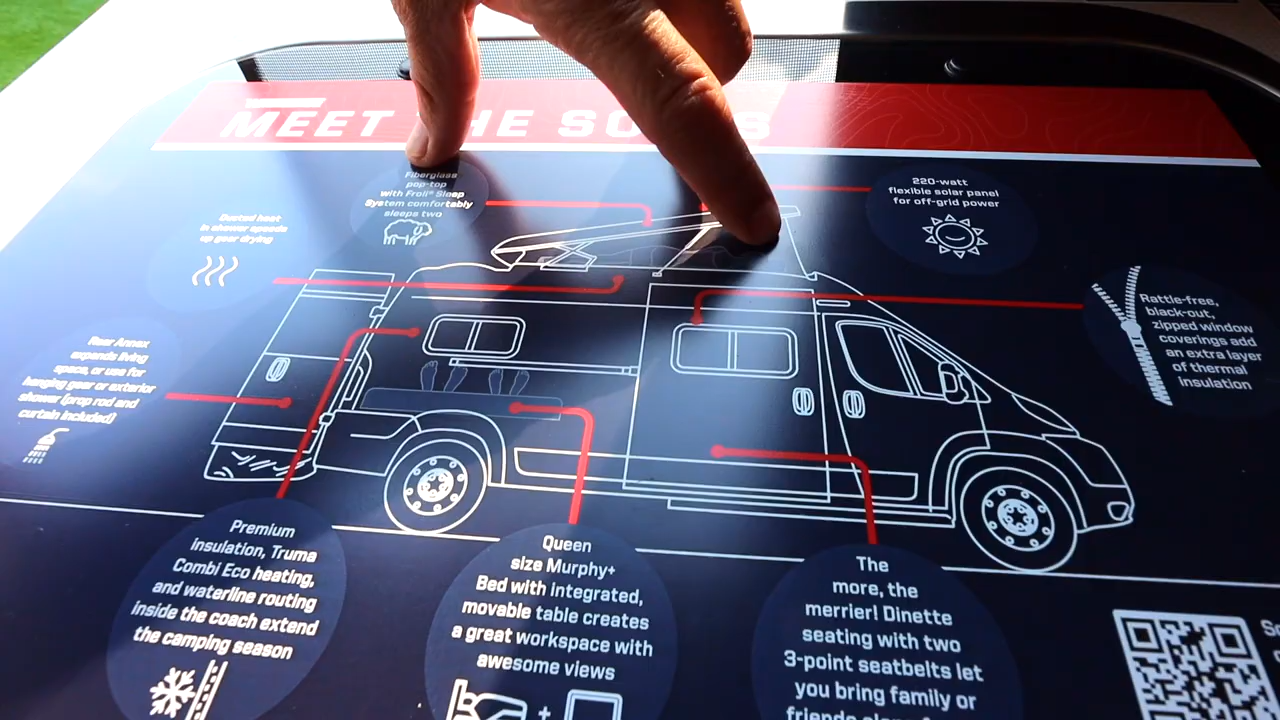 MEET THE
Fiberglass
pop-top
with Froli® Sleep
System comfortably
sleeps two
220-watt
flexible solar panel
for off-grid power
Ducted heat
in shower speeds
up gear drying
Rattle-free,
black-out,
zipped window
coverings add
an extra layer
of thermal
insulation
Rear Annex
expands living
space, or use for
hanging gear or exterior
shower (prop rod and
curtain included)
Premium
insulation, Truma
Combi Eco heating,
and waterline routing
inside the coach extend
the camping season
Queen
size Murphy+
Bed with integrated,
movable table creates
a great workspace with
awesome views
The
more, the
merrier! Dinette
seating with two
3-point seatbelts let
you bring family or
friends